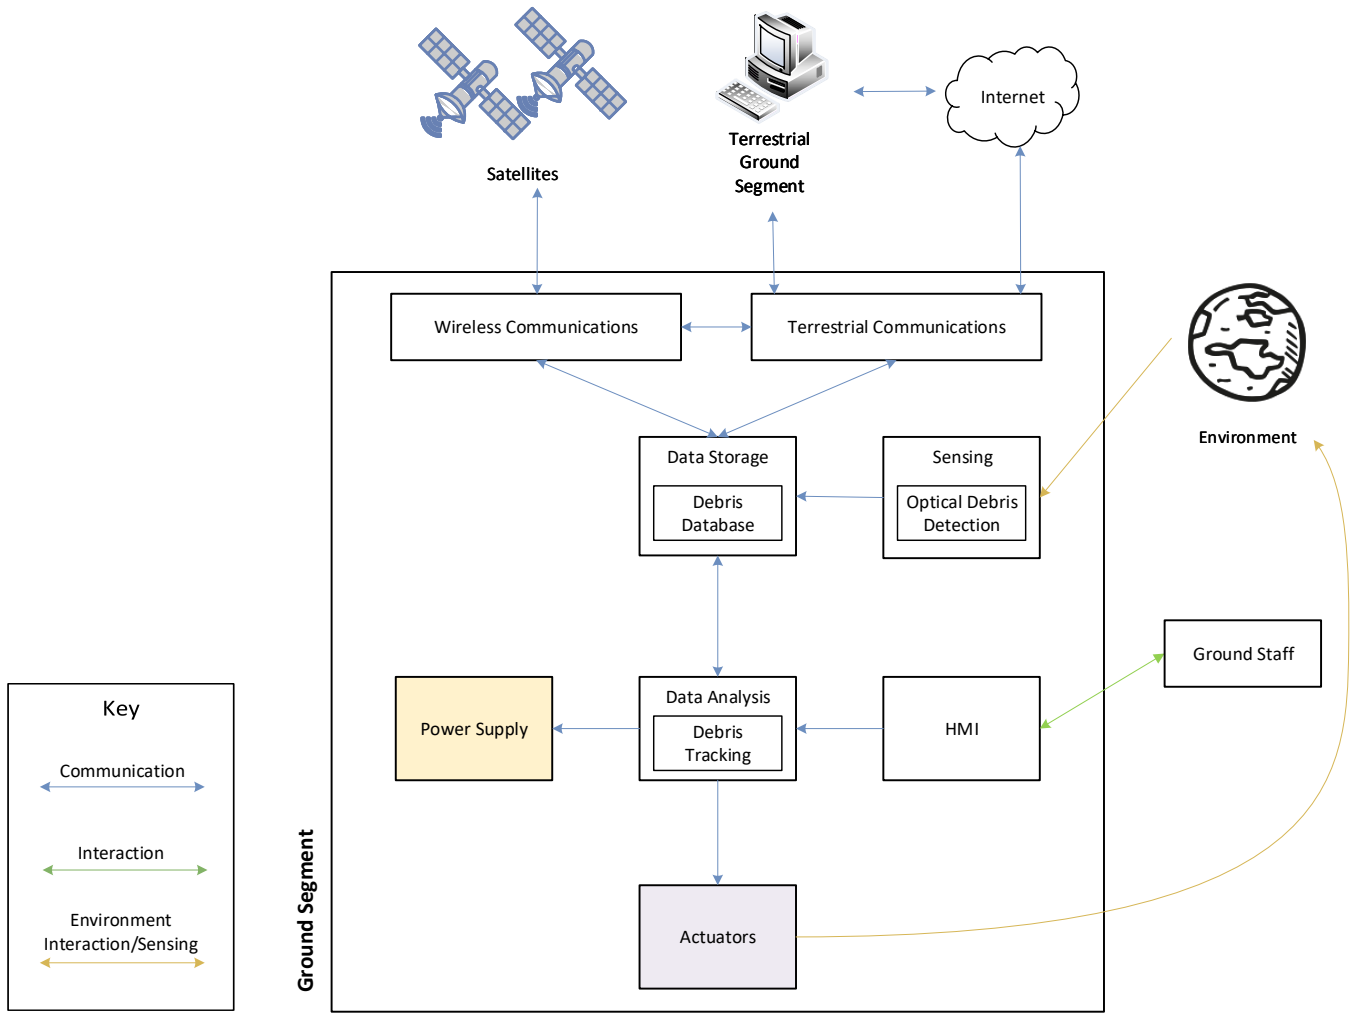 Internet
Terrestrial
Ground
Segment
Satellites
Wireless Communications
Terrestrial Communications
Environment
Data Storage
Debris
Database
Sensing
Optical Debris
Detection
Ground Staff
Power Supply
Data Analysis
Debris
Tracking
HMI
Actuators
Ground Segment
Key
Communication
Interaction
Environment
Interaction/Sensing